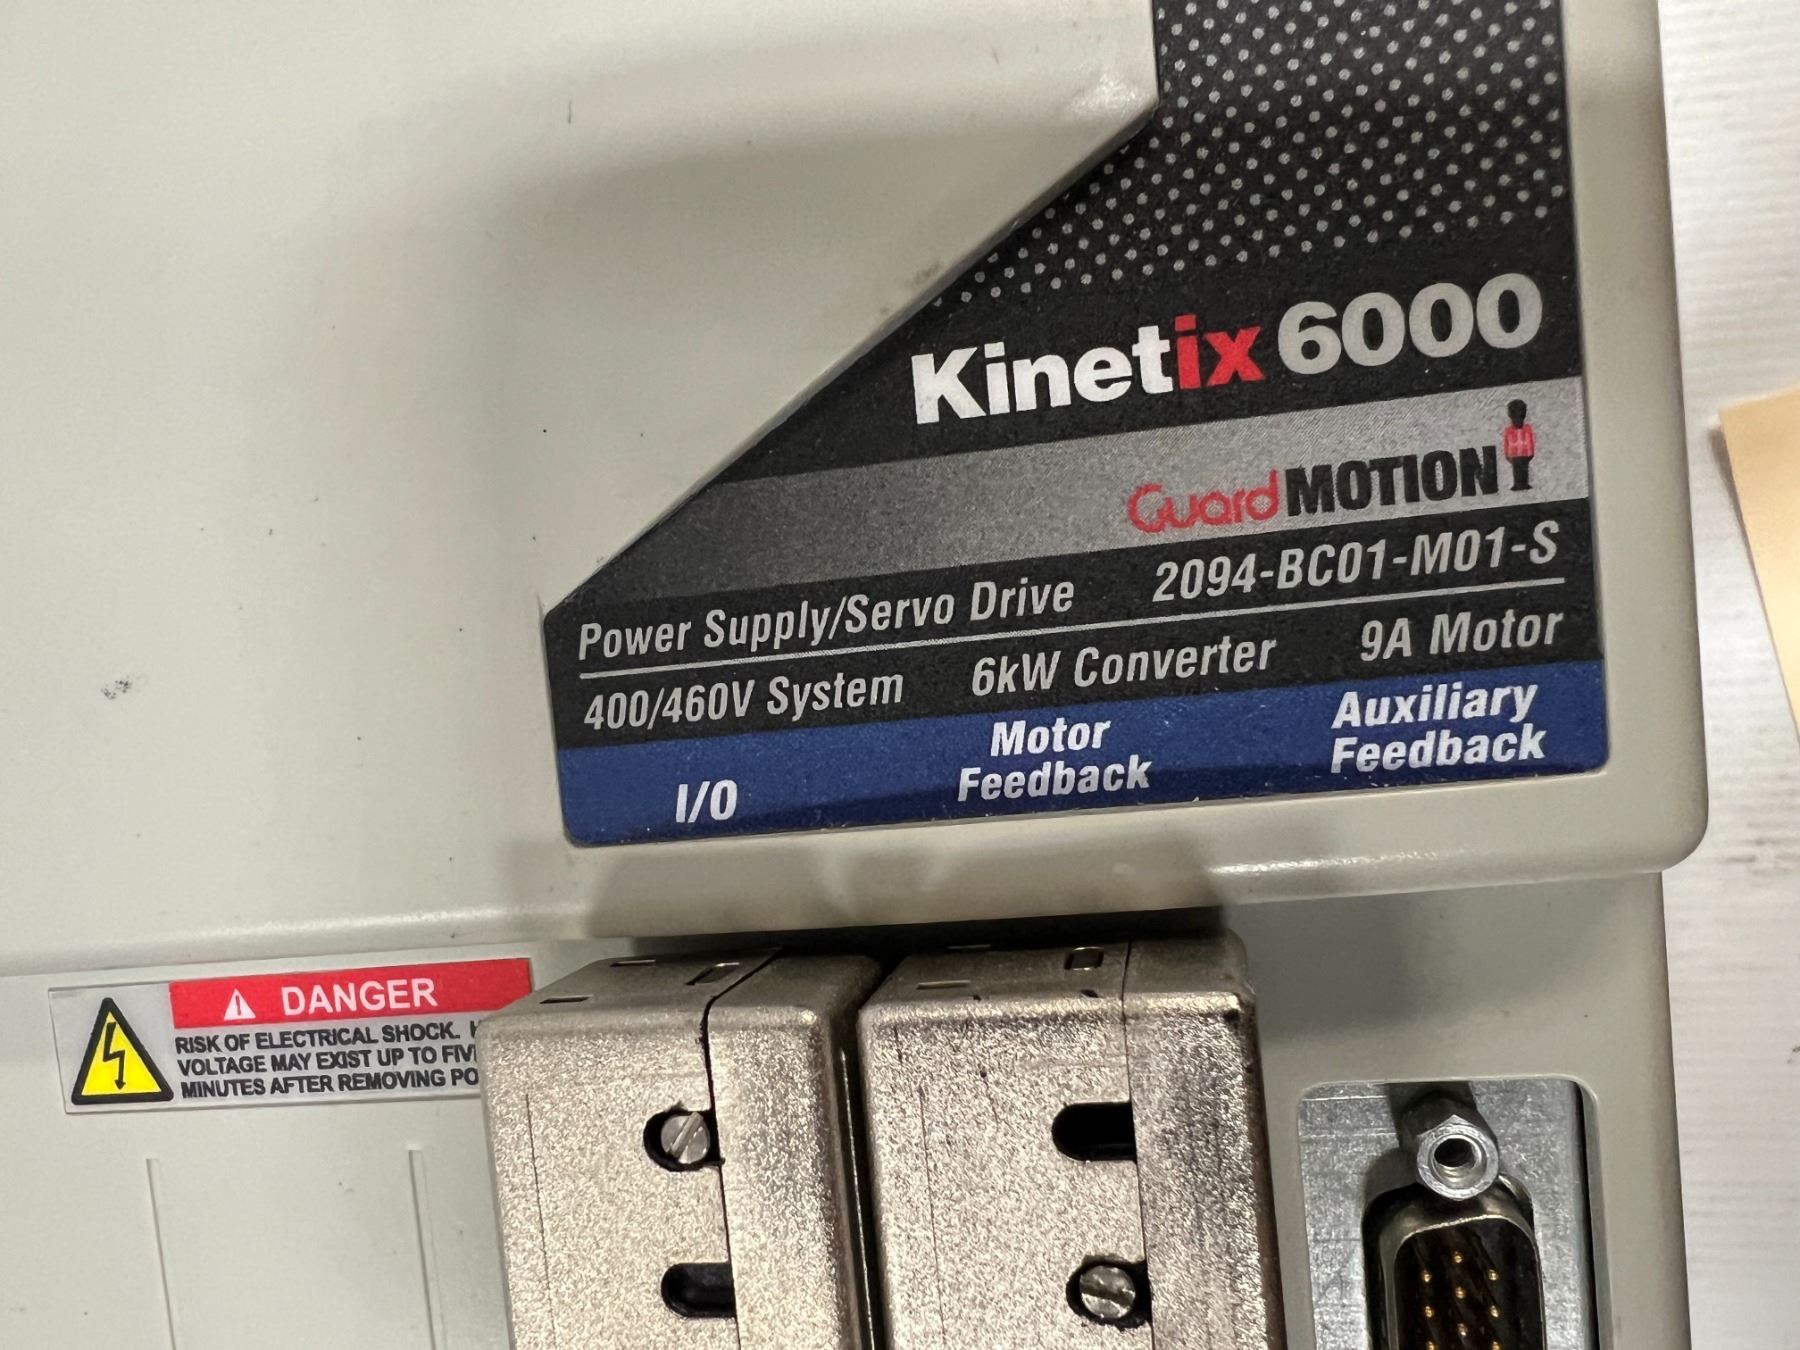 Kinetix 6000
GuardMOTION
Power Supply/Servo Drive 2094-BC01-M01-S
400/460V System 6kW Converter 9A Motor
I/O
Motor
Feedback
Auxiliary
Feedback
DANGER
RISK OF ELECTRICAL SHOCK.
VOLTAGE MAY EXIST UP TO
MINUTES AFTER REMOVING